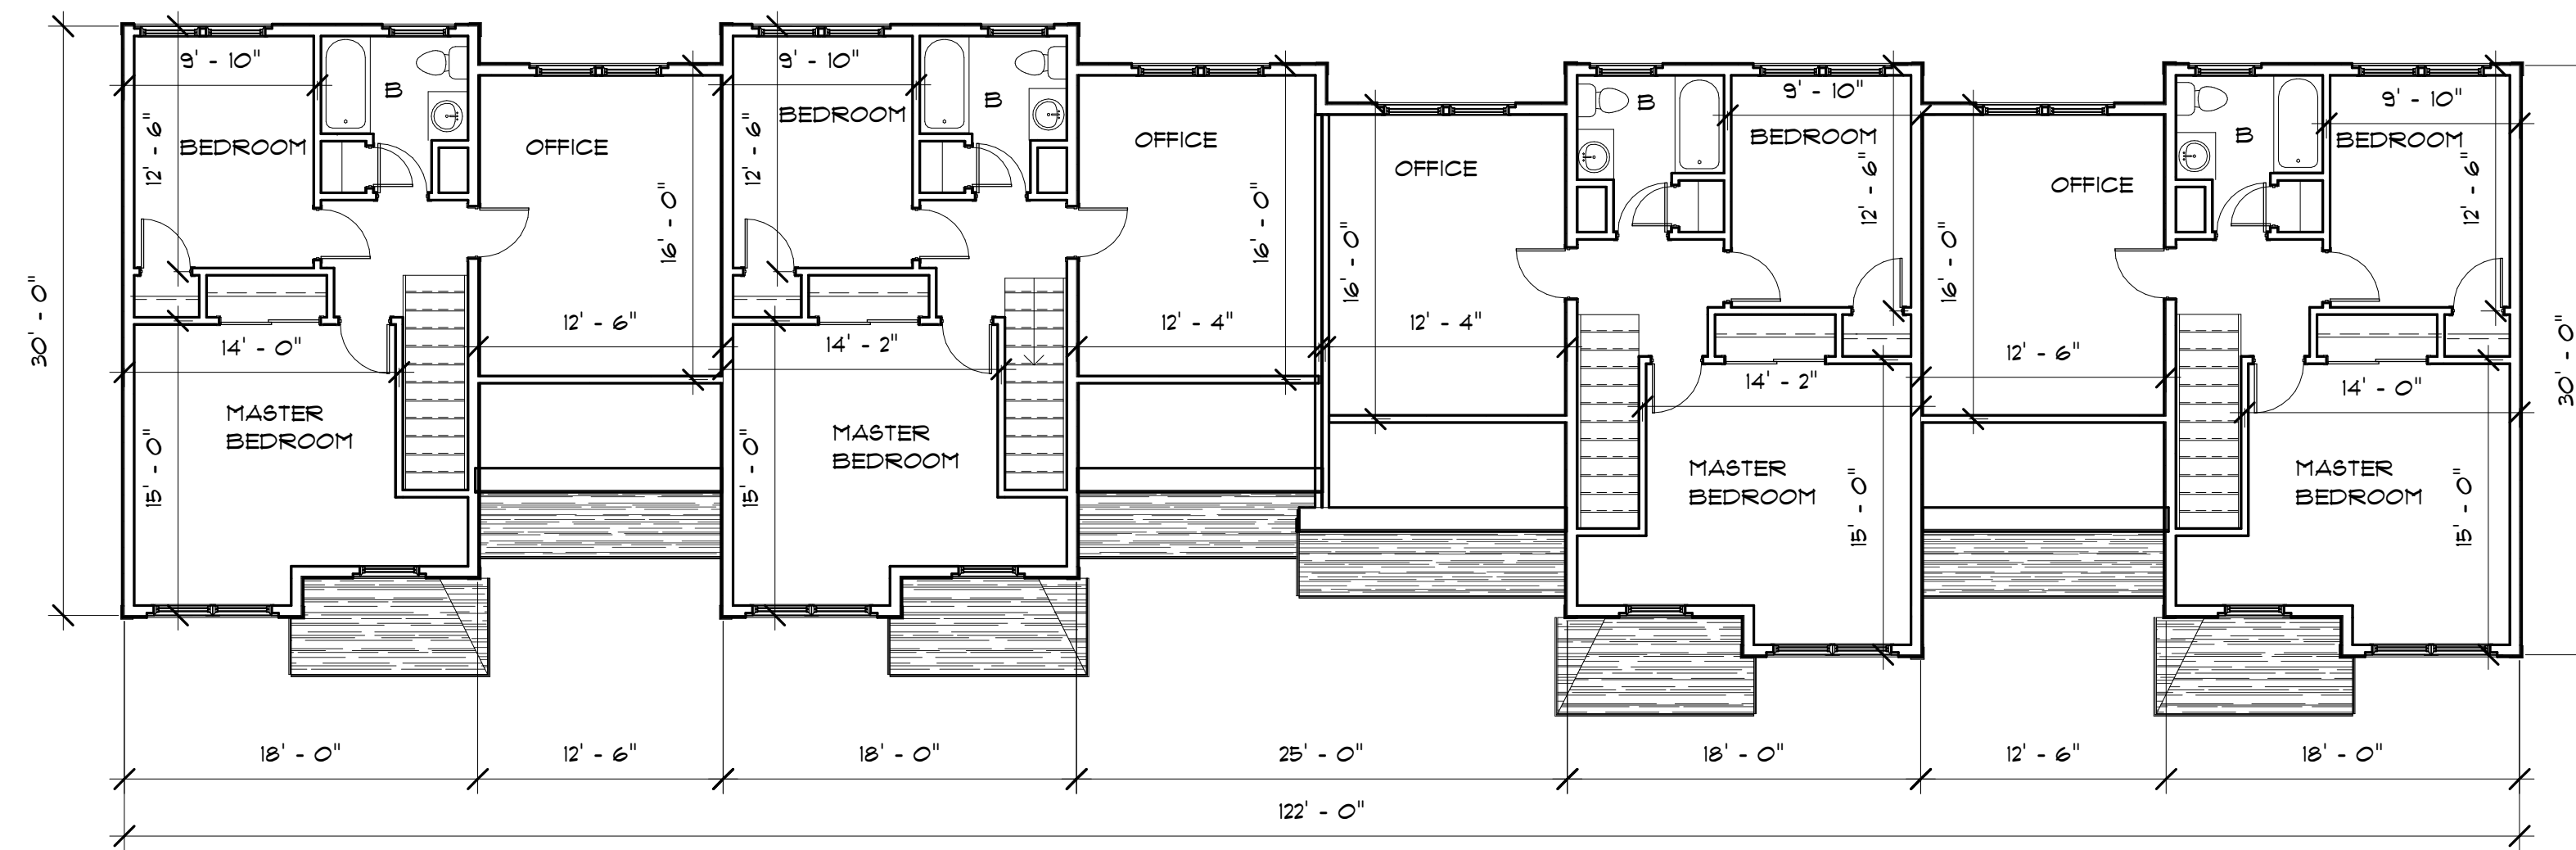 9' - 10"
B
12' - 6"
BEDROOM
OFFICE
16' - 0"
12' - 6"
14' - 0"
MASTER
BEDROOM
15' - 0"
30' - 0"
9' - 10"
B
12' - 6"
BEDROOM
OFFICE
16' - 0"
12' - 4"
14' - 2"
MASTER
BEDROOM
15' - 0"
OFFICE
16' - 0"
12' - 4"
B
9' - 10"
BEDROOM
12' - 6"
14' - 2"
MASTER
BEDROOM
15' - 0"
OFFICE
16' - 0"
12' - 6"
B
9' - 10"
BEDROOM
12' - 6"
14' - 0"
MASTER
BEDROOM
15' - 0"
30' - 0"
18' - 0"
12' - 6"
18' - 0"
25' - 0"
18' - 0"
12' - 6"
18' - 0"
122' - 0"